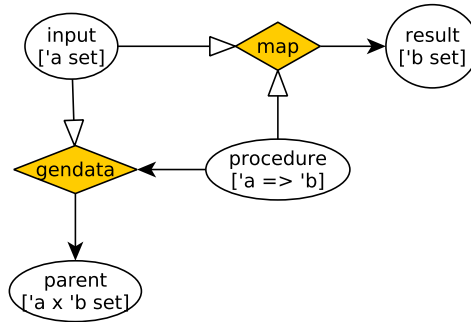 input
['a set]
map
result
['b set]
gendata
procedure
['a => 'b]
parent
['a x 'b set]